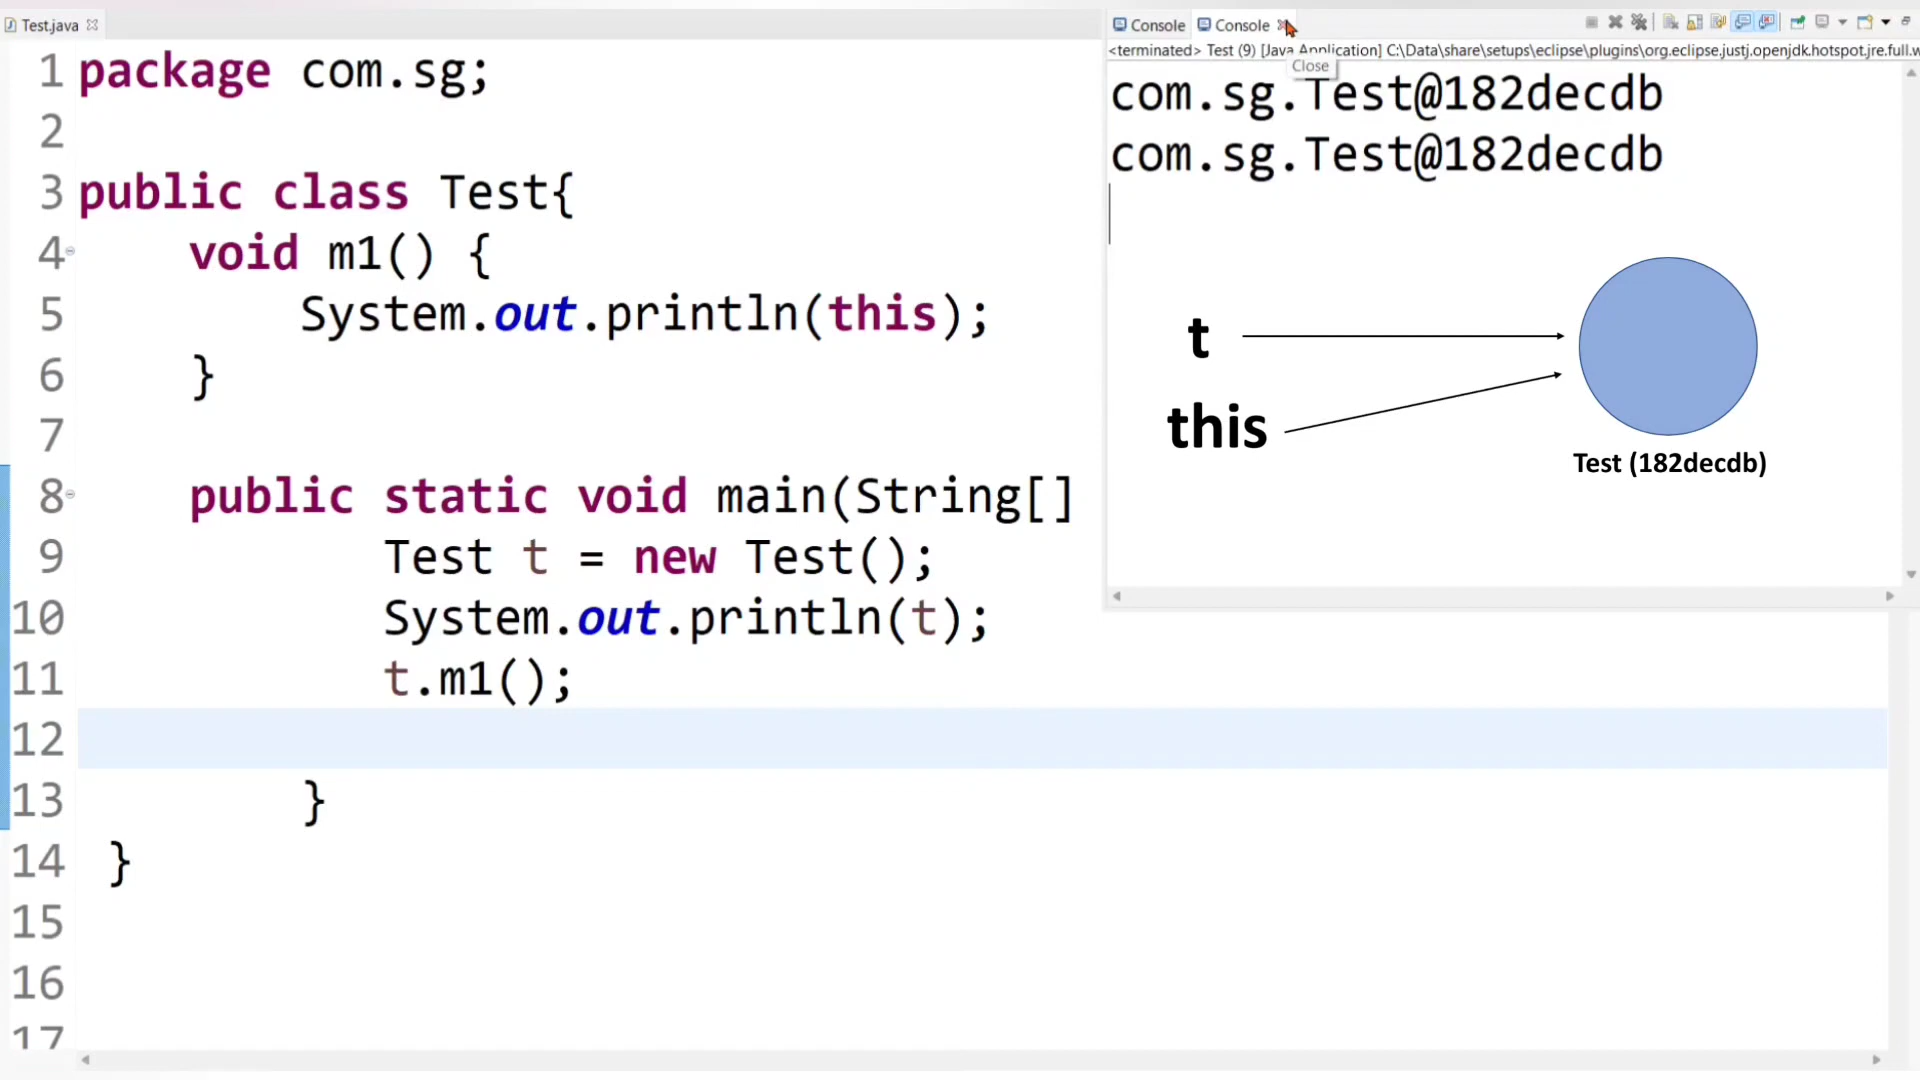 Test.java
1 package com.sg;
2
3 public class Test{
4 void m1() {
5 System.out.println(this);
6 }
7
8 public static void main(String[]
9 Test t = new Test();
10 System.out.println(t);
11 t.m1();
12
13 }
14 }
15
16
17
Console Console
<terminated> Test (9) [Java Application] C:\Data\share\setups\eclipse\plugins\org.eclipse.justj.openjdk.hotspot.jre.full.w
Close
com.sg.Test@182decdb
com.sg.Test@182decdb
t
this
Test (182decdb)